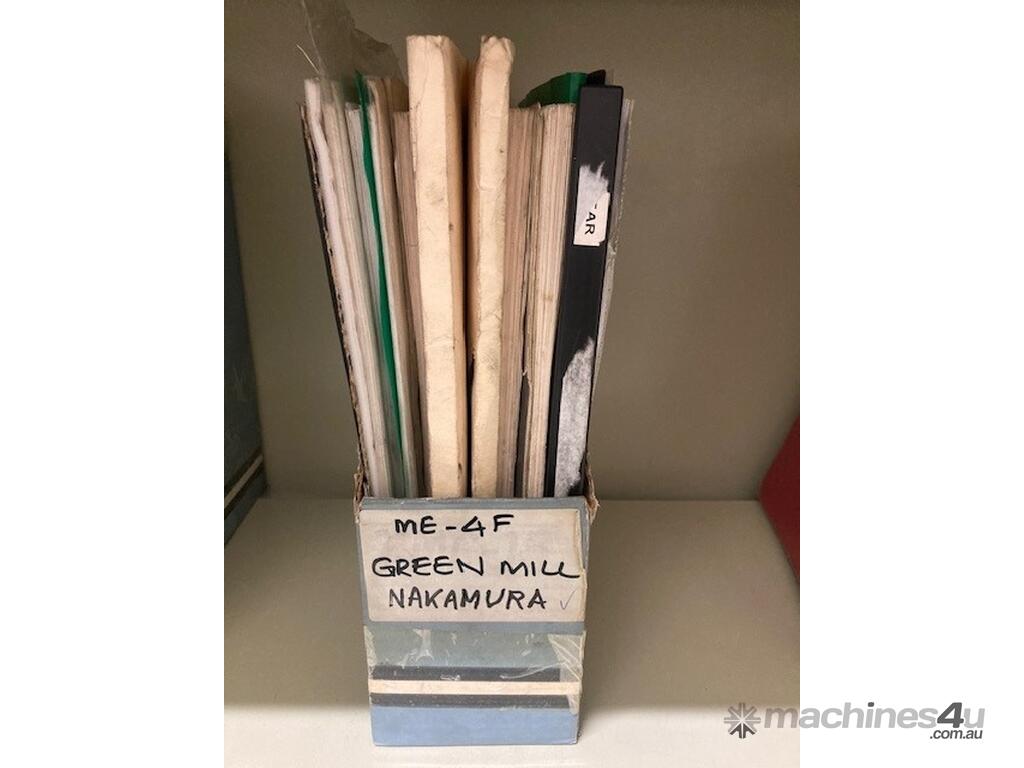 AR
ME-4F
GREEN MILL
NAKAMURA ✓
machines4u
.com.au